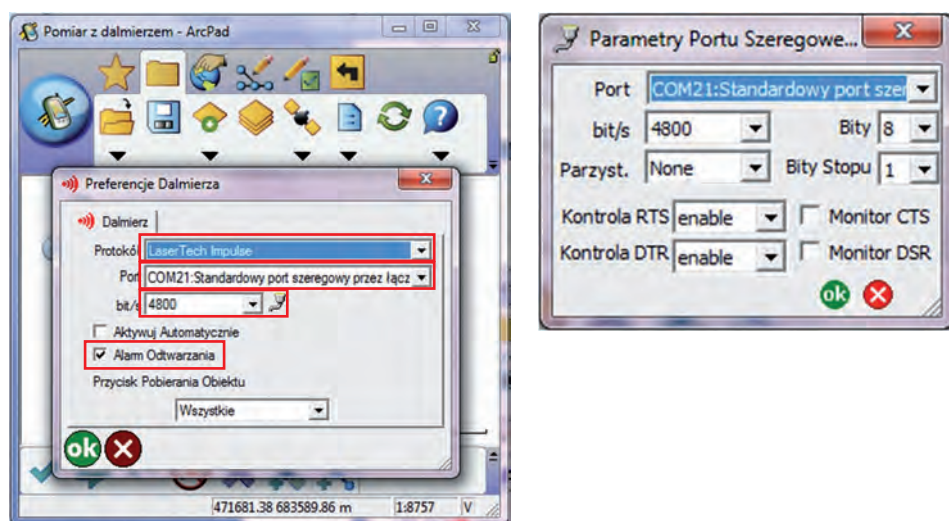 Pomiar z dalmierzem - ArcPad
Preferencje Dalmierza
Dalmierz
Protokół LaserTech Impulse
Port COM21:Standardowy port szeregowy przez łącz
bit/s 4800
Aktywuj Automatycznie
Alarm Odtwarzania
Przycisk Pobierania Obiektu
Wszystkie
ok
471681.38 683589.86 m 1:8757 V
Parametry Portu Szeregowe...
Port COM21:Standardowy port szer
bit/s 4800 Bity 8
Parzyst. None Bity Stopu 1
Kontrola RTS enable Monitor CTS
Kontrola DTR enable Monitor DSR
ok